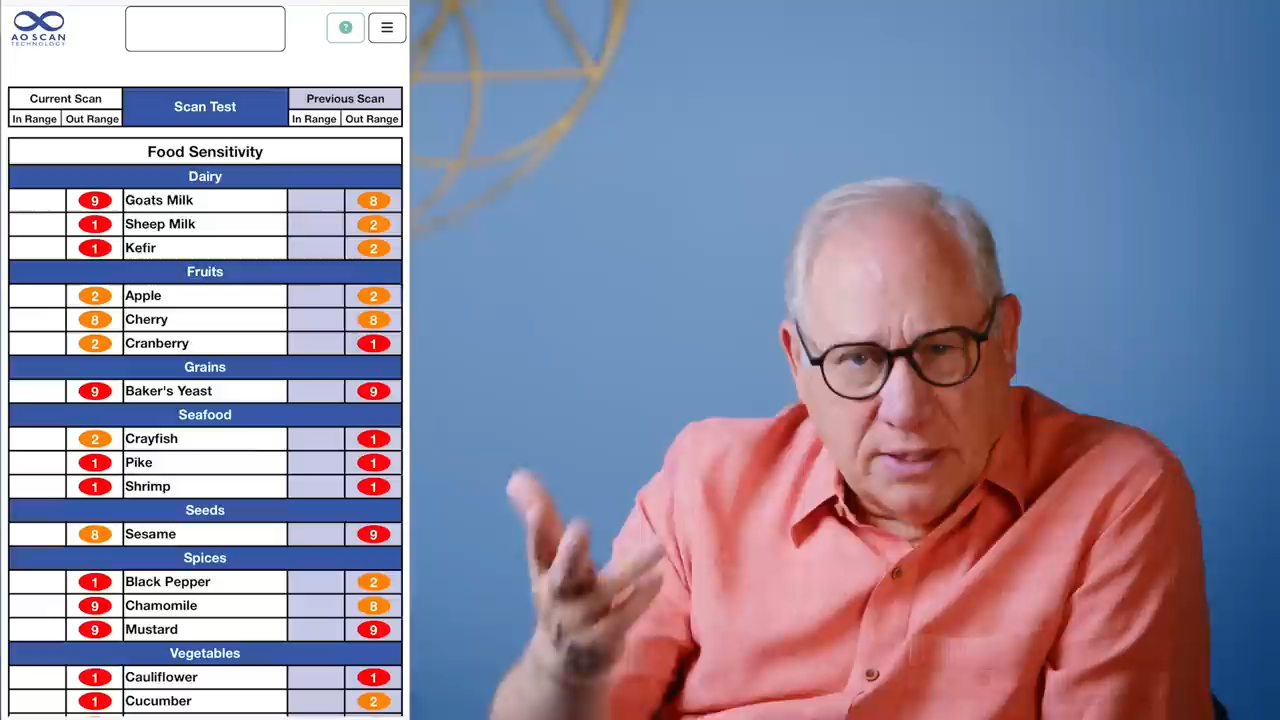 AO SCAN
TECHNOLOGY
?
Current Scan Scan Test Previous Scan
In Range Out Range In Range Out Range
Food Sensitivity
Dairy
9 Goats Milk 8
1 Sheep Milk 2
1 Kefir 2
Fruits
2 Apple 2
8 Cherry 8
2 Cranberry 1
Grains
9 Baker's Yeast 9
Seafood
2 Crayfish 1
1 Pike 1
1 Shrimp 1
Seeds
8 Sesame 9
Spices
1 Black Pepper 2
9 Chamomile 8
9 Mustard 9
Vegetables
1 Cauliflower 1
1 Cucumber 2